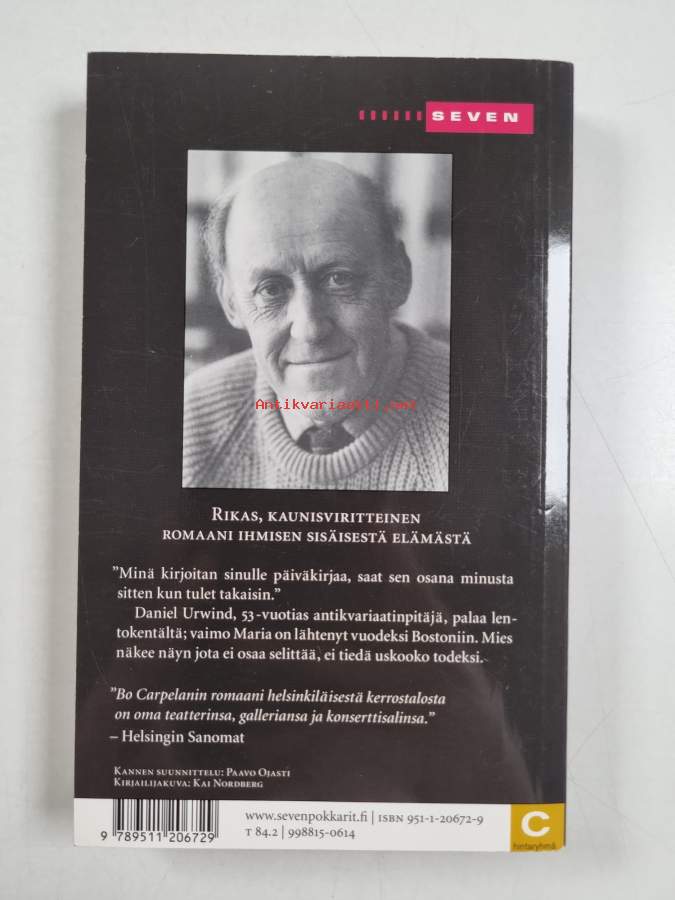 SEVEN
Antikvariaatti.net
RIKAS, KAUNISVIRITTEINEN
ROMAANI IHMISEN SISÄISESTÄ ELÄMÄSTÄ
”Minä kirjoitan sinulle päiväkirjaa, saat sen osana minusta
sitten kun tulet takaisin.”
Daniel Urwind, 53-vuotias antikvariaatinpitäjä, palaa len-
tokentältä; vaimo Maria on lähtenyt vuodeksi Bostoniin. Mies
näkee näyn jota ei osaa selittää, ei tiedä uskooko todeksi.
”Bo Carpelanin romaani helsinkiläisestä kerrostalosta
on oma teatterinsa, galleriansa ja konserttisalinsa.”
– Helsingin Sanomat
KANNEN SUUNNITTELU: PAAVO OJASTI
KIRJAILIJAKUVA: KAI NORDBERG
www.sevenpokkarit.fi | ISBN 951-1-20672-9
T 84.2 | 998815-0614
9 789511 206729
C
hintaryhmä